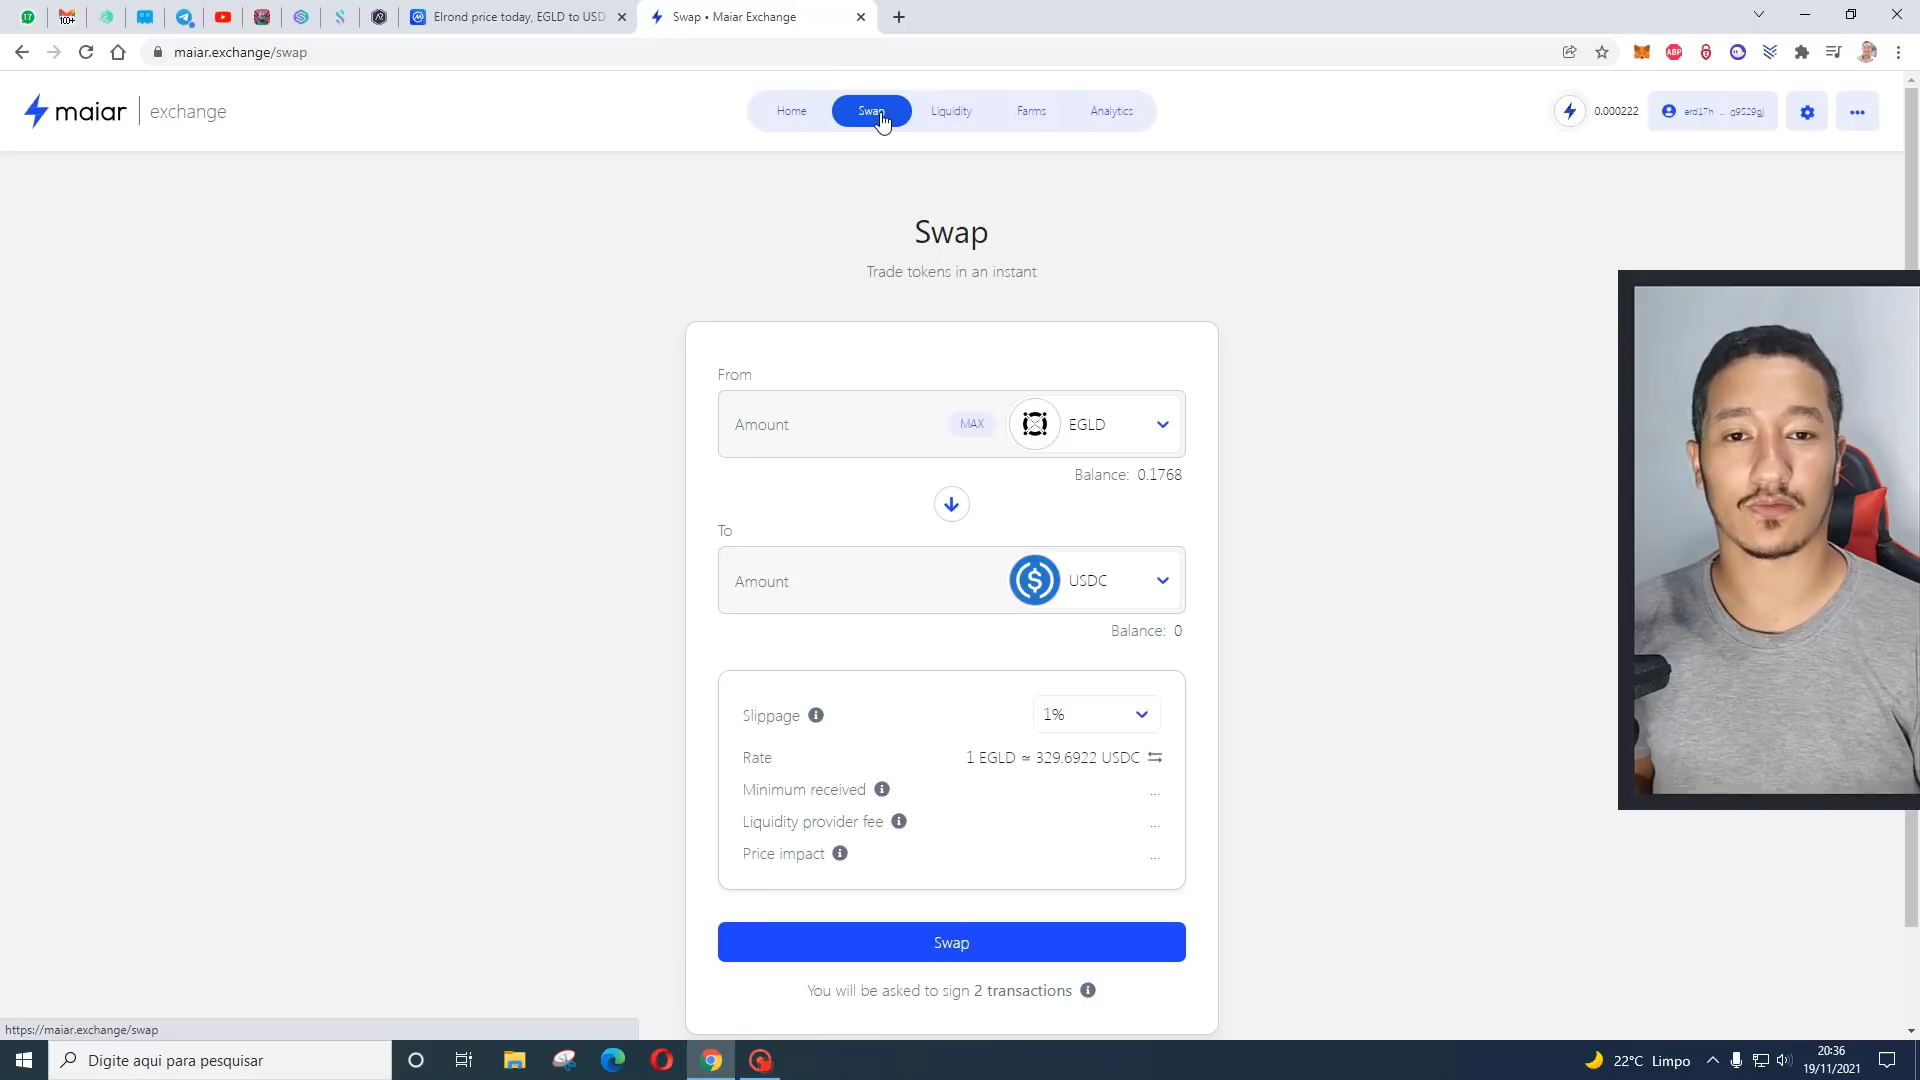 Elrond price today, EGLD to USD
Swap • Maiar Exchange
maiar.exchange/swap
maiar | exchange
Home
Swap
Liquidity
Farms
Analytics
0.000222
erd17h ... q9529gj
Swap
Trade tokens in an instant
From
Amount
MAX
EGLD
Balance: 0.1768
To
Amount
USDC
Balance: 0
Slippage
1%
Rate
1 EGLD ≃ 329.6922 USDC
Minimum received
...
Liquidity provider fee
...
Price impact
...
Swap
You will be asked to sign 2 transactions
https://maiar.exchange/swap
Digite aqui para pesquisar
22°C Limpo
20:36
19/11/2021